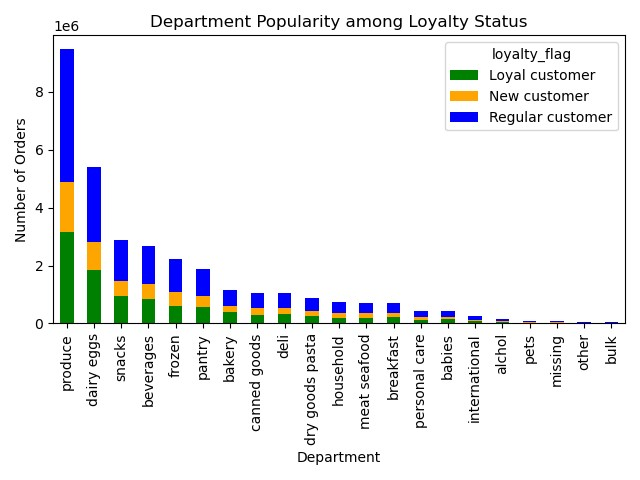 Department Popularity among Loyalty Status
1e6
loyalty_flag
Loyal customer
New customer
Regular customer
Number of Orders
8
6
4
2
0
produce
dairy eggs
snacks
beverages
frozen
pantry
bakery
canned goods
deli
dry goods pasta
household
meat seafood
breakfast
personal care
babies
international
alchol
pets
missing
other
bulk
Department